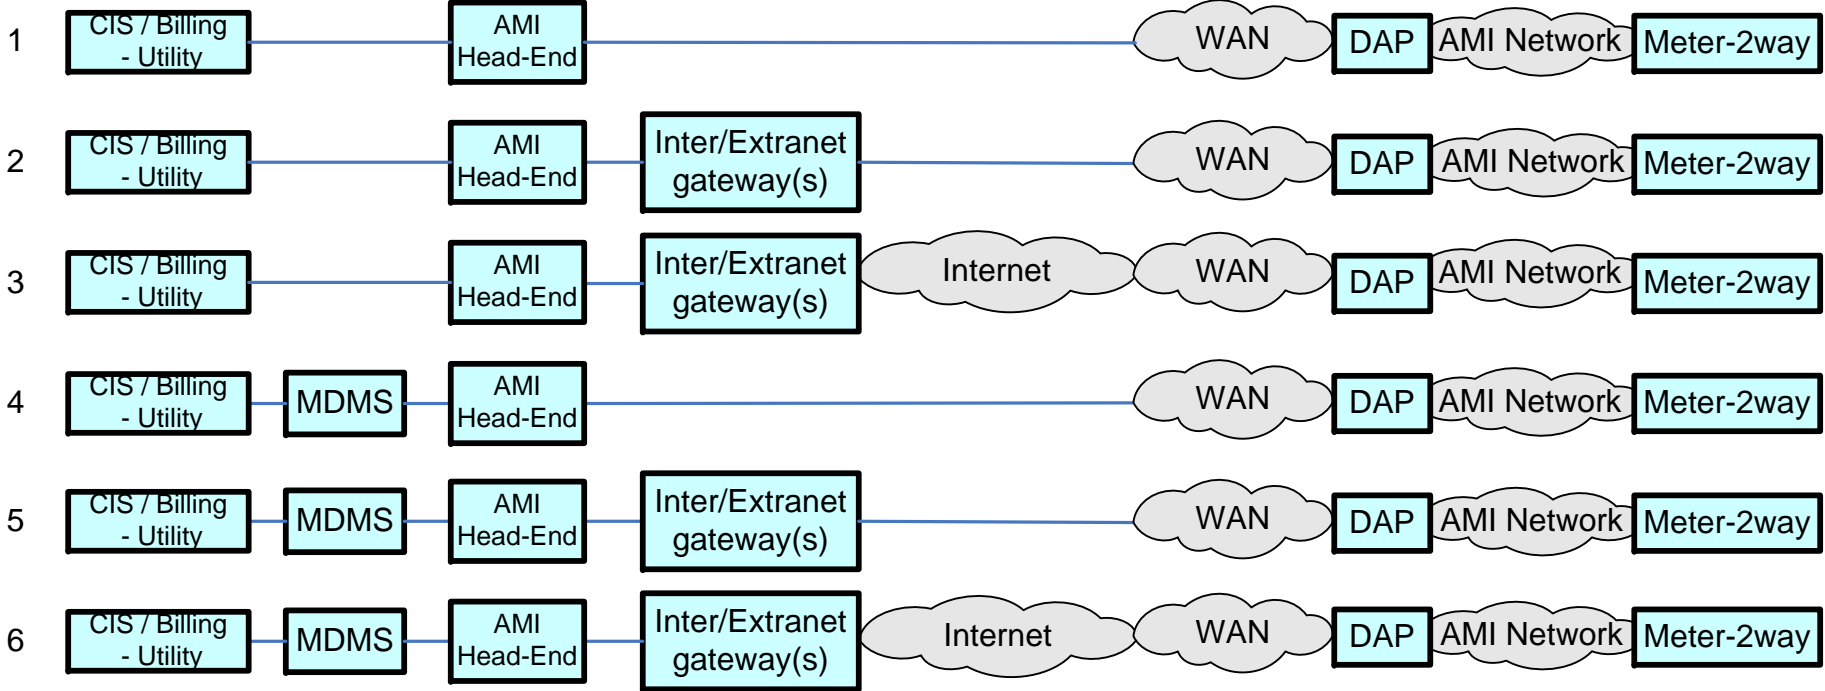 1
CIS / Billing
- Utility
AMI
Head-End
WAN
DAP
AMI Network
Meter-2way
2
CIS / Billing
- Utility
AMI
Head-End
Inter/Extranet
gateway(s)
WAN
DAP
AMI Network
Meter-2way
3
CIS / Billing
- Utility
AMI
Head-End
Inter/Extranet
gateway(s)
Internet
WAN
DAP
AMI Network
Meter-2way
4
CIS / Billing
- Utility
MDMS
AMI
Head-End
WAN
DAP
AMI Network
Meter-2way
5
CIS / Billing
- Utility
MDMS
AMI
Head-End
Inter/Extranet
gateway(s)
WAN
DAP
AMI Network
Meter-2way
6
CIS / Billing
- Utility
MDMS
AMI
Head-End
Inter/Extranet
gateway(s)
Internet
WAN
DAP
AMI Network
Meter-2way